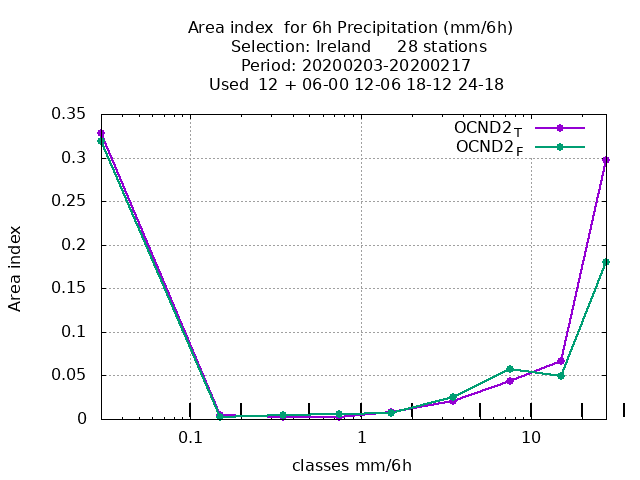 Area index  for 6h Precipitation (mm/6h)
Selection: Ireland     28 stations
Period: 20200203-20200217
Used  12 + 06-00 12-06 18-12 24-18
OCND2T
OCND2F
0.35
0.3
0.25
0.2
0.15
0.1
0.05
0
Area index
0.1
1
10
classes mm/6h